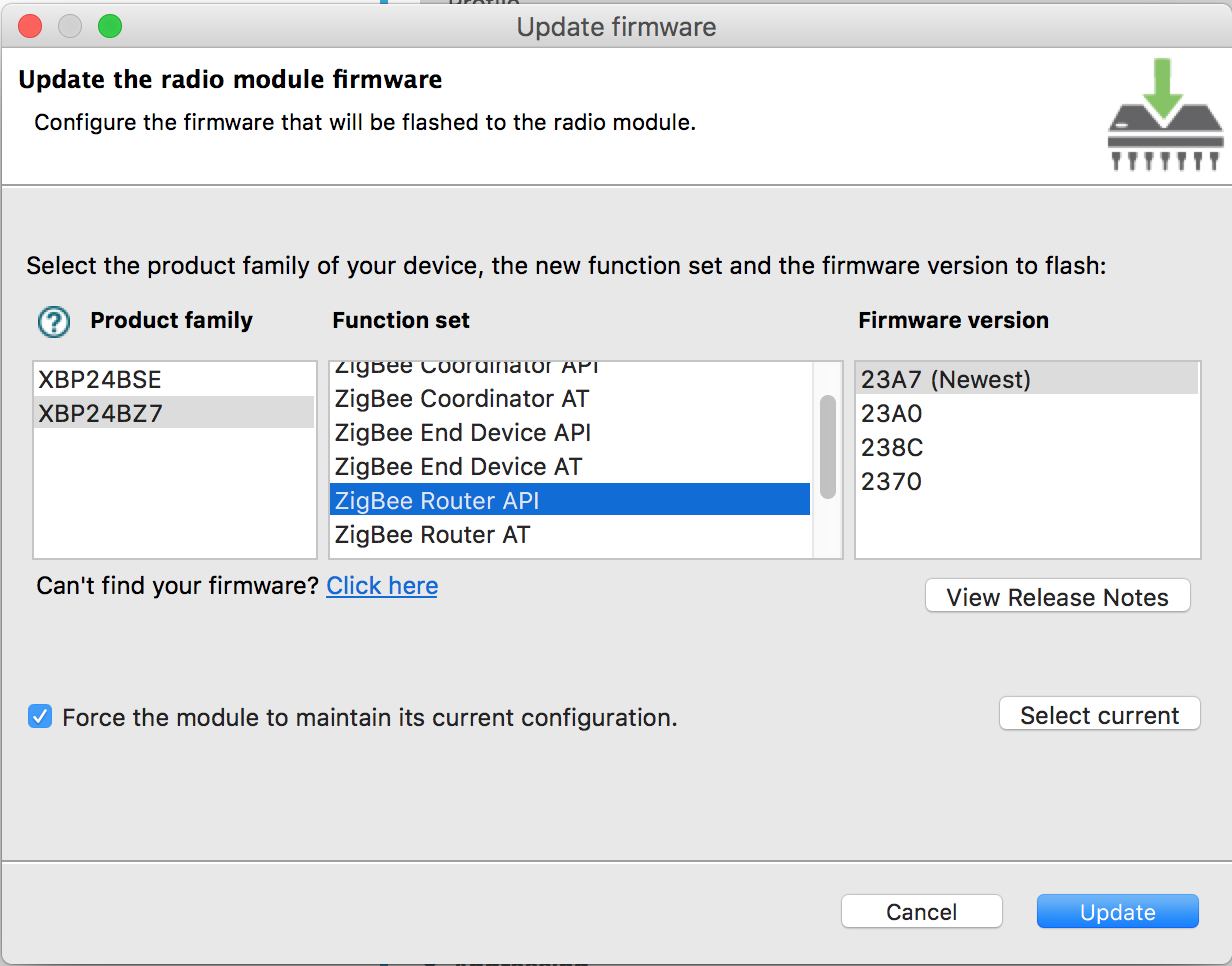 Profile
Update firmware
Update the radio module firmware
Configure the firmware that will be flashed to the radio module.
Select the product family of your device, the new function set and the firmware version to flash:
? Product family Function set Firmware version
XBP24BSE
XBP24BZ7
ZigBee Coordinator API
ZigBee Coordinator AT
ZigBee End Device API
ZigBee End Device AT
ZigBee Router API
ZigBee Router AT
23A7 (Newest)
23A0
238C
2370
Can't find your firmware? Click here
View Release Notes
Force the module to maintain its current configuration.
Select current
Cancel
Update